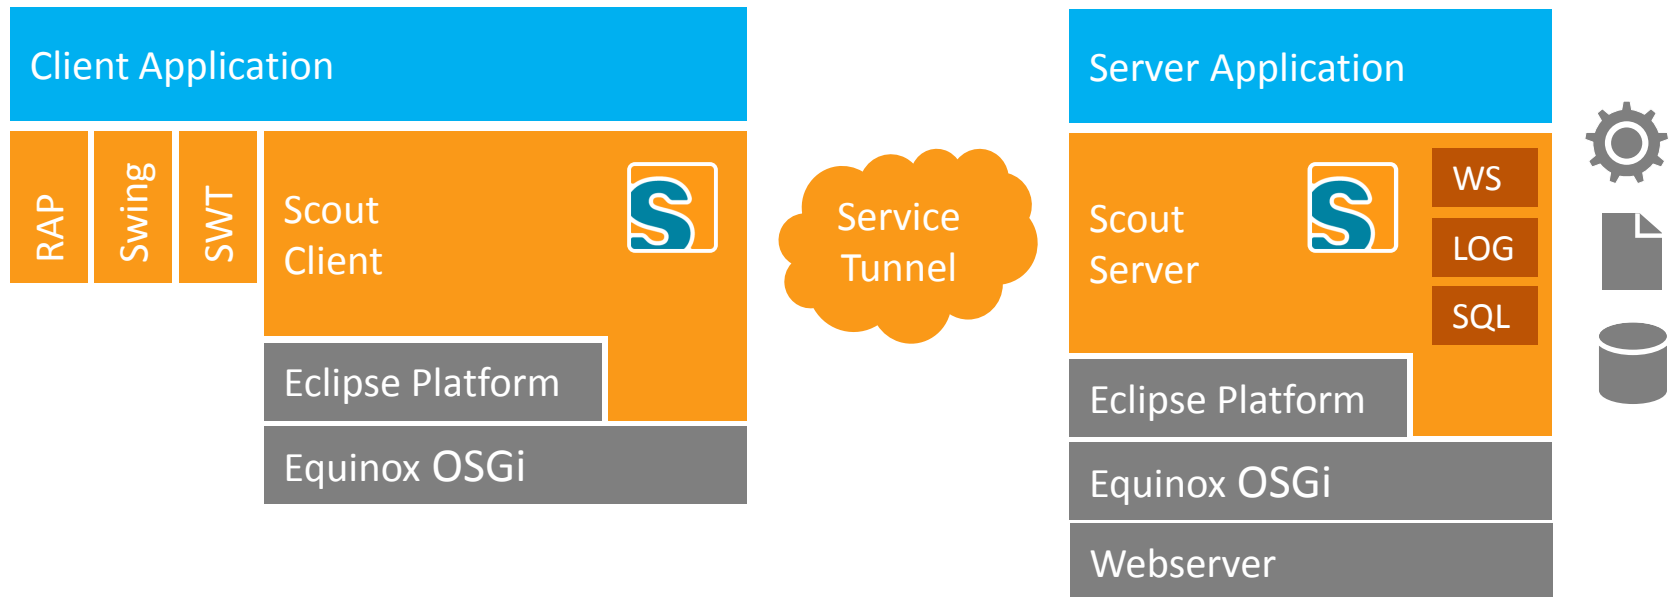 Client Application
RAP
Swing
SWT
Scout
Client
Eclipse Platform
Equinox OSGi
Service
Tunnel
Server Application
Scout
Server
WS
LOG
SQL
Eclipse Platform
Equinox OSGi
Webserver